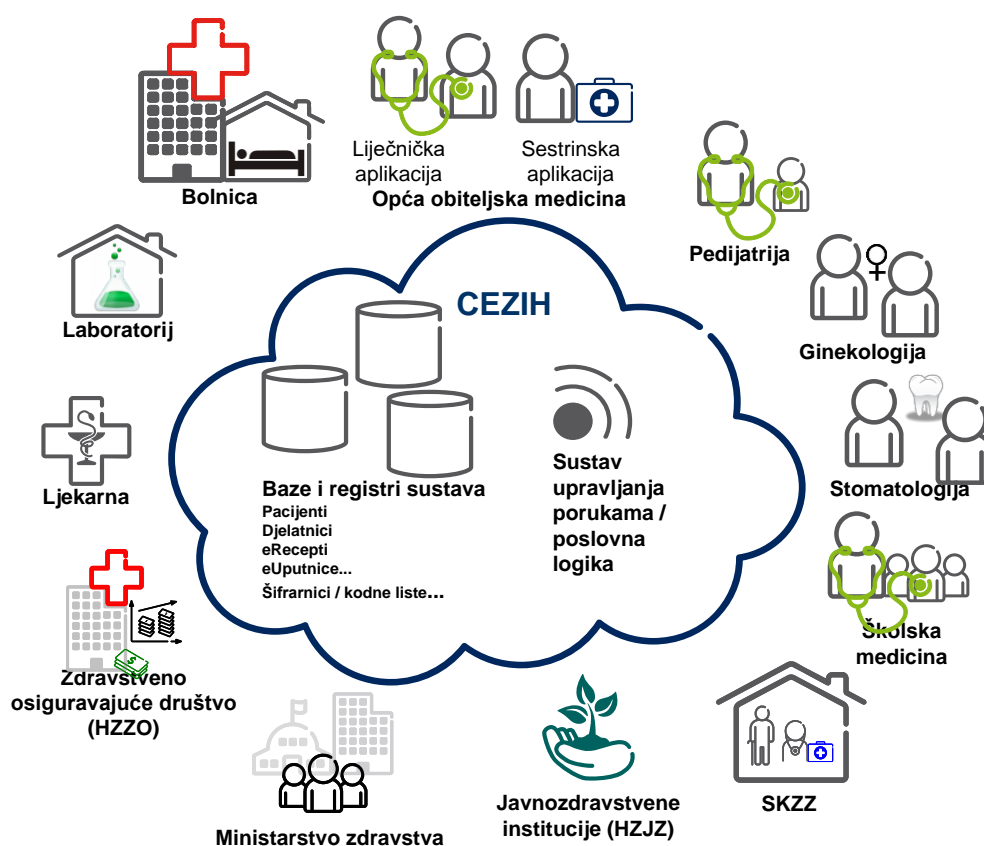 Bolnica
Liječnička
aplikacija
Sestrinska
aplikacija
Opća obiteljska medicina
Pedijatrija
Ginekologija
Stomatologija
Školska
medicina
SKZZ
Javnozdravstvene
institucije (HZJZ)
Ministarstvo zdravstva
Zdravstveno
osiguravajuće društvo
(HZZO)
$
Ljekarna
Laboratorij
CEZIH
Baze i registri sustava
Pacijenti
Djelatnici
eRecepti
eUputnice...
Šifrarnici / kodne liste...
Sustav
upravljanja
porukama /
poslovna
logika